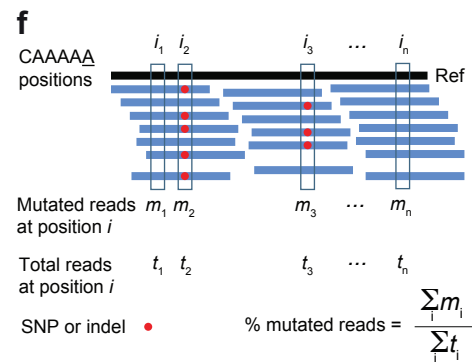 f
CAAAAA positions i₁ i₂ i₃ ... iₙ
Ref
Mutated reads at position i m₁ m₂ m₃ ... mₙ
Total reads at position i t₁ t₂ t₃ ... tₙ
SNP or indel
% mutated reads = ∑ᵢ mᵢ / ∑ᵢ tᵢ